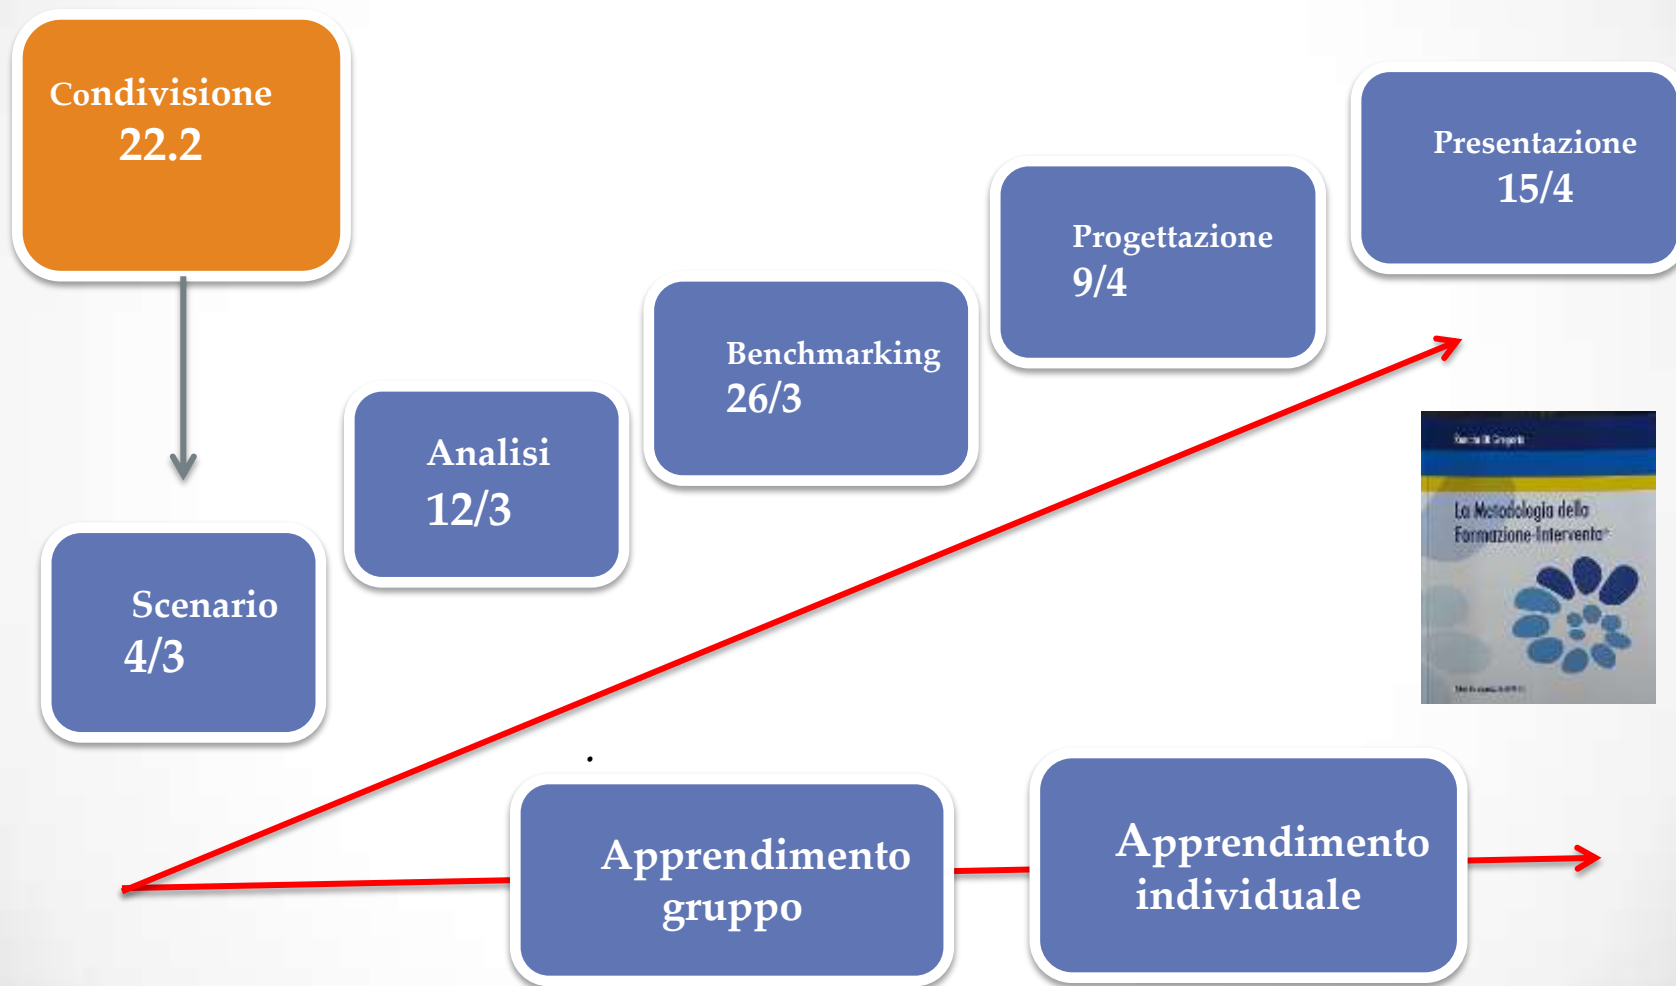 Condivisione
22.2
Presentazione
15/4
Progettazione
9/4
Benchmarking
26/3
Analisi
12/3
Scenario
4/3
La Metodologia della
Formazione-Intervento
.
Apprendimento
gruppo
Apprendimento
individuale